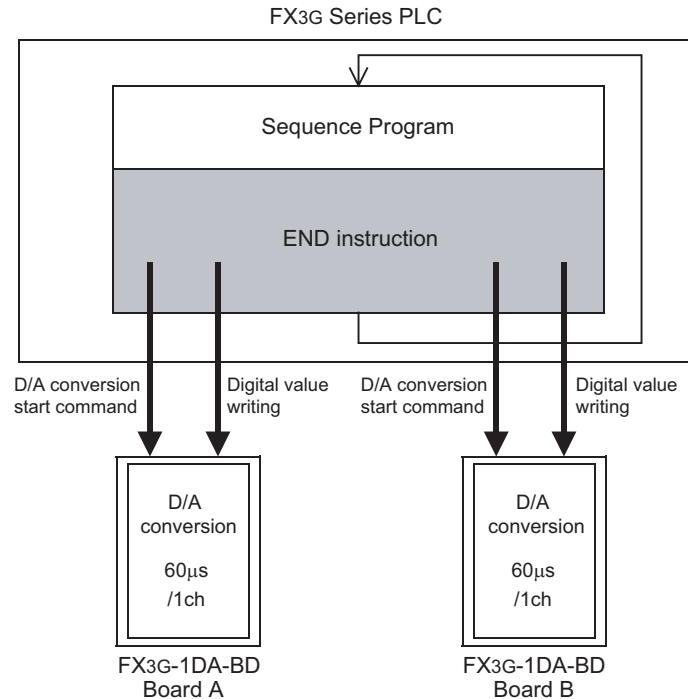 FX3G Series PLC
Sequence Program
END instruction
D/A conversion
start command
Digital value
writing
D/A conversion
start command
Digital value
writing
D/A
conversion
60μs
/1ch
D/A
conversion
60μs
/1ch
FX3G-1DA-BD
Board A
FX3G-1DA-BD
Board B